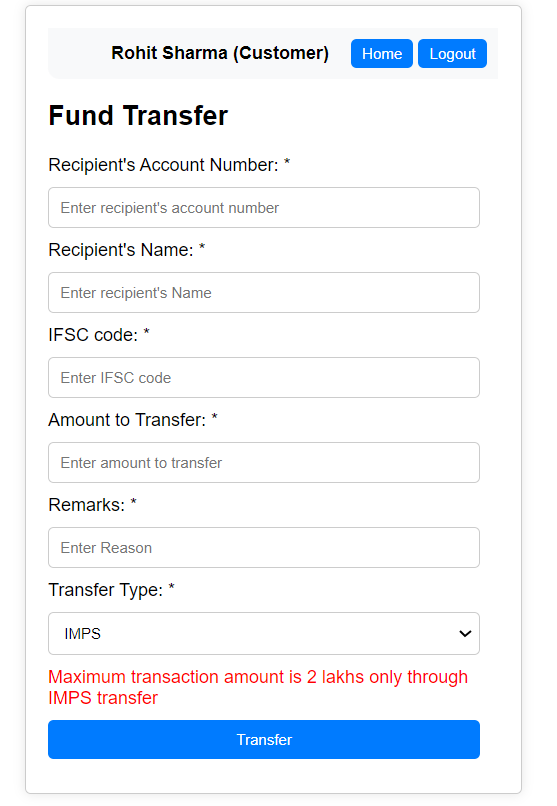 Rohit Sharma (Customer) Home Logout
Fund Transfer
Recipient's Account Number: *
Enter recipient's account number
Recipient's Name: *
Enter recipient's Name
IFSC code: *
Enter IFSC code
Amount to Transfer: *
Enter amount to transfer
Remarks: *
Enter Reason
Transfer Type: *
IMPS
Maximum transaction amount is 2 lakhs only through
IMPS transfer
Transfer